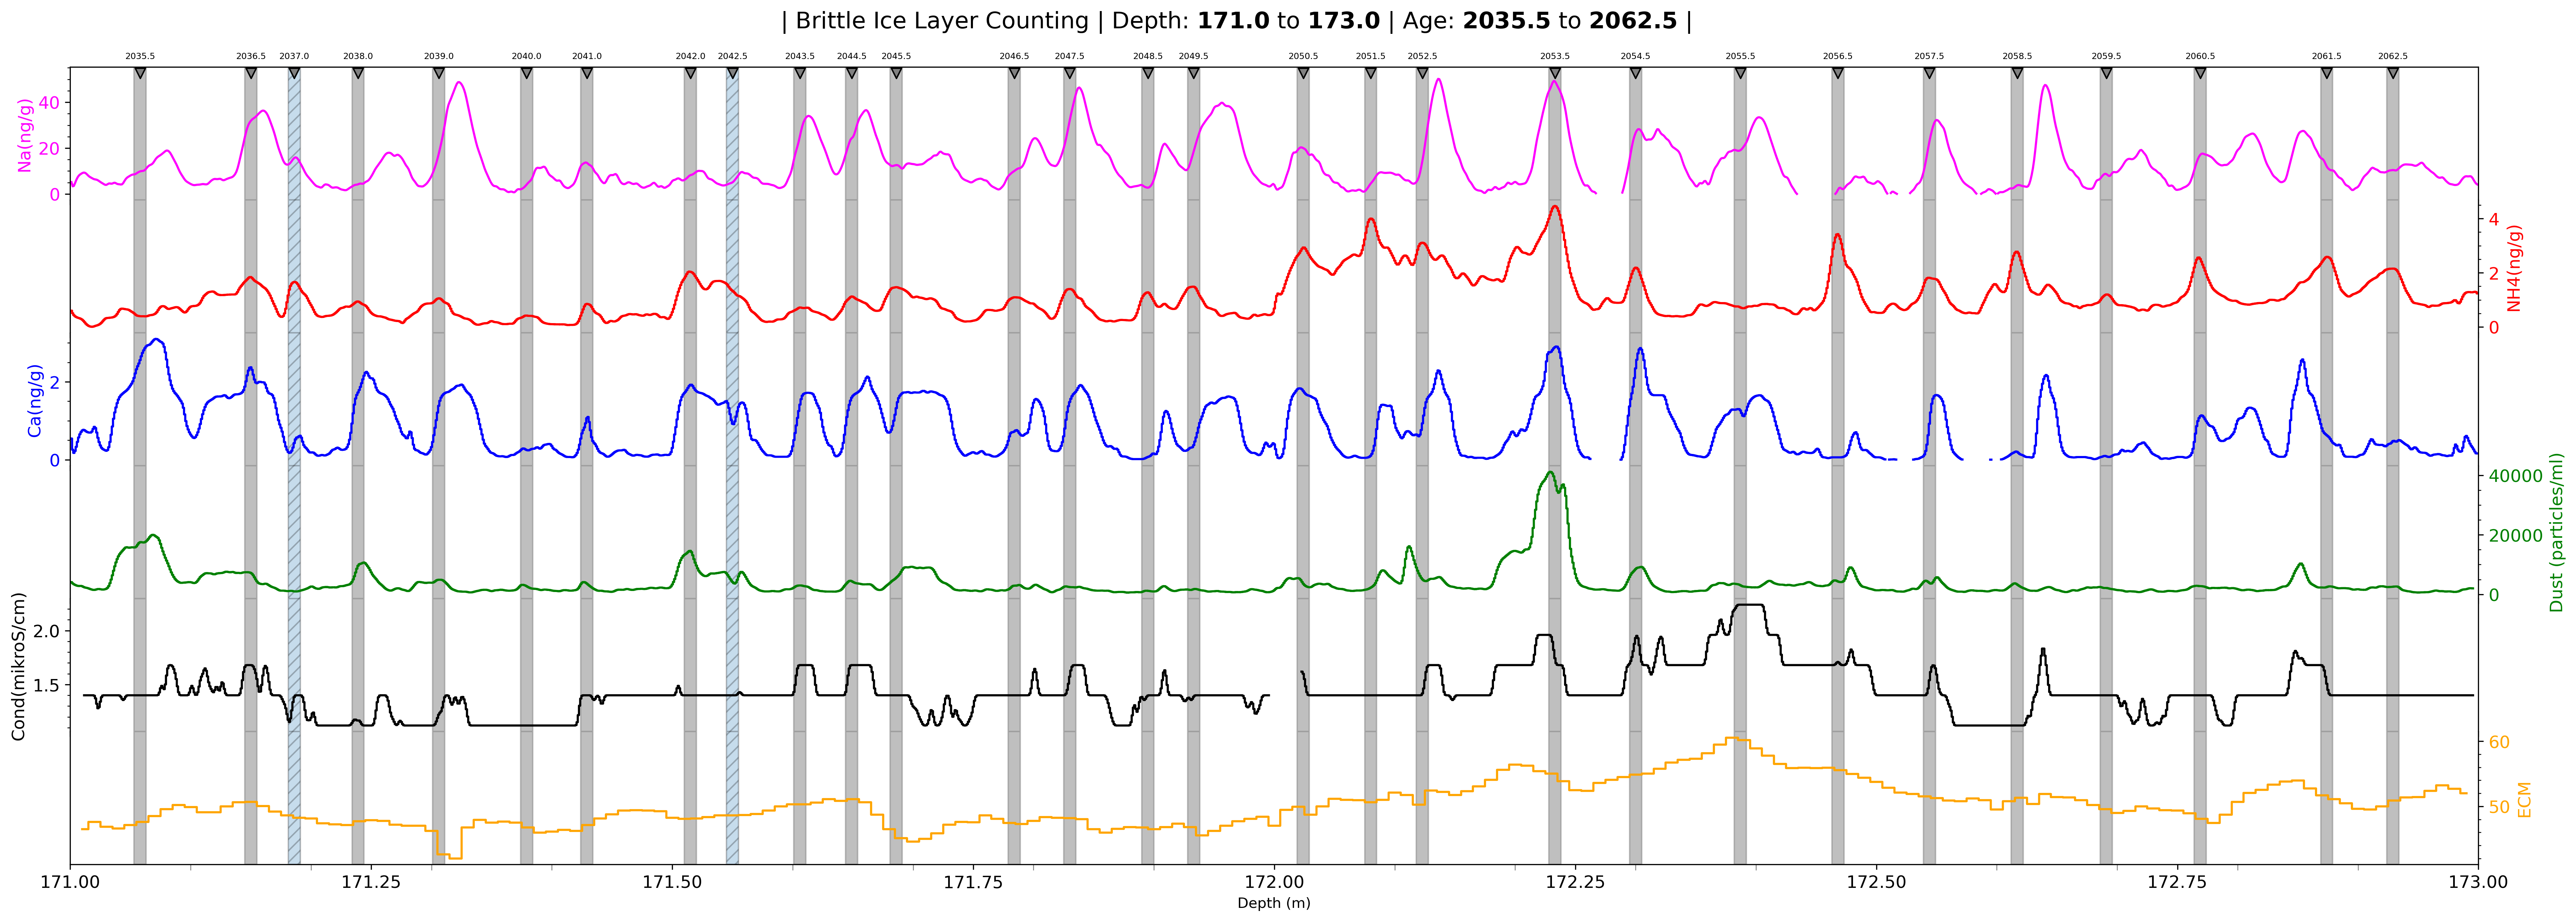 | Brittle Ice Layer Counting | Depth: 171.0 to 173.0 | Age: 2035.5 to 2062.5 |
2035.5 2036.5 2037.0 2038.0 2039.0 2040.0 2041.0 2042.0 2042.5 2043.5 2044.5 2045.5 2046.5 2047.5 2048.5 2049.5 2050.5 2051.5 2052.5 2053.5 2054.5 2055.5 2056.5 2057.5 2058.5 2059.5 2060.5 2061.5 2062.5
Na(ng/g)
40
20
0
NH4(ng/g)
4
2
0
Ca(ng/g)
2
0
Dust (particles/ml)
40000
20000
0
Cond(mikroS/cm)
2.0
1.5
ECM
60
50
171.00 171.25 171.50 171.75 172.00 172.25 172.50 172.75 173.00
Depth (m)